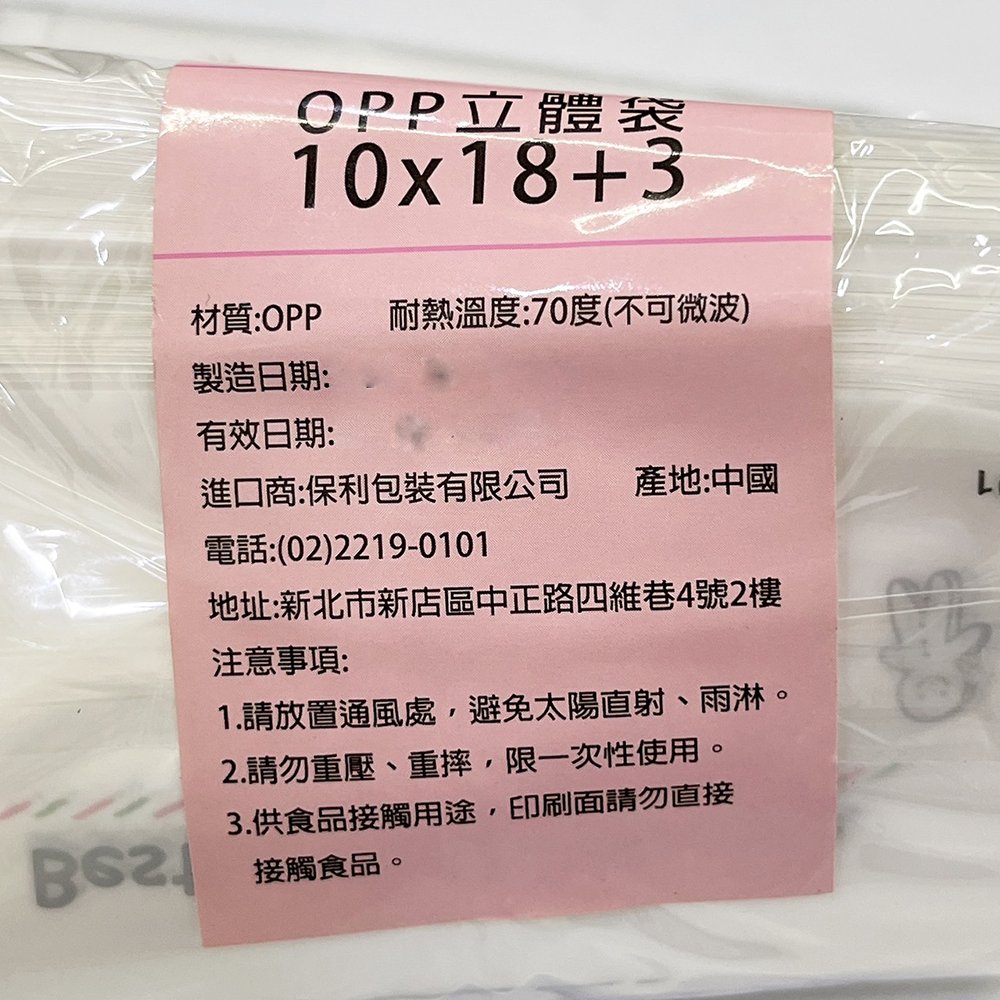 OPP立體袋
10x18+3
材質:OPP 耐熱溫度:70度(不可微波)
製造日期:
有效日期:
進口商:保利包裝有限公司 產地:中國
電話:(02)2219-0101
地址:新北市新店區中正路四維巷4號2樓
注意事項:
1.請放置通風處，避免太陽直射、雨淋。
2.請勿重壓、重摔，限一次性使用。
3.供食品接觸用途，印刷面請勿直接
接觸食品。
Best